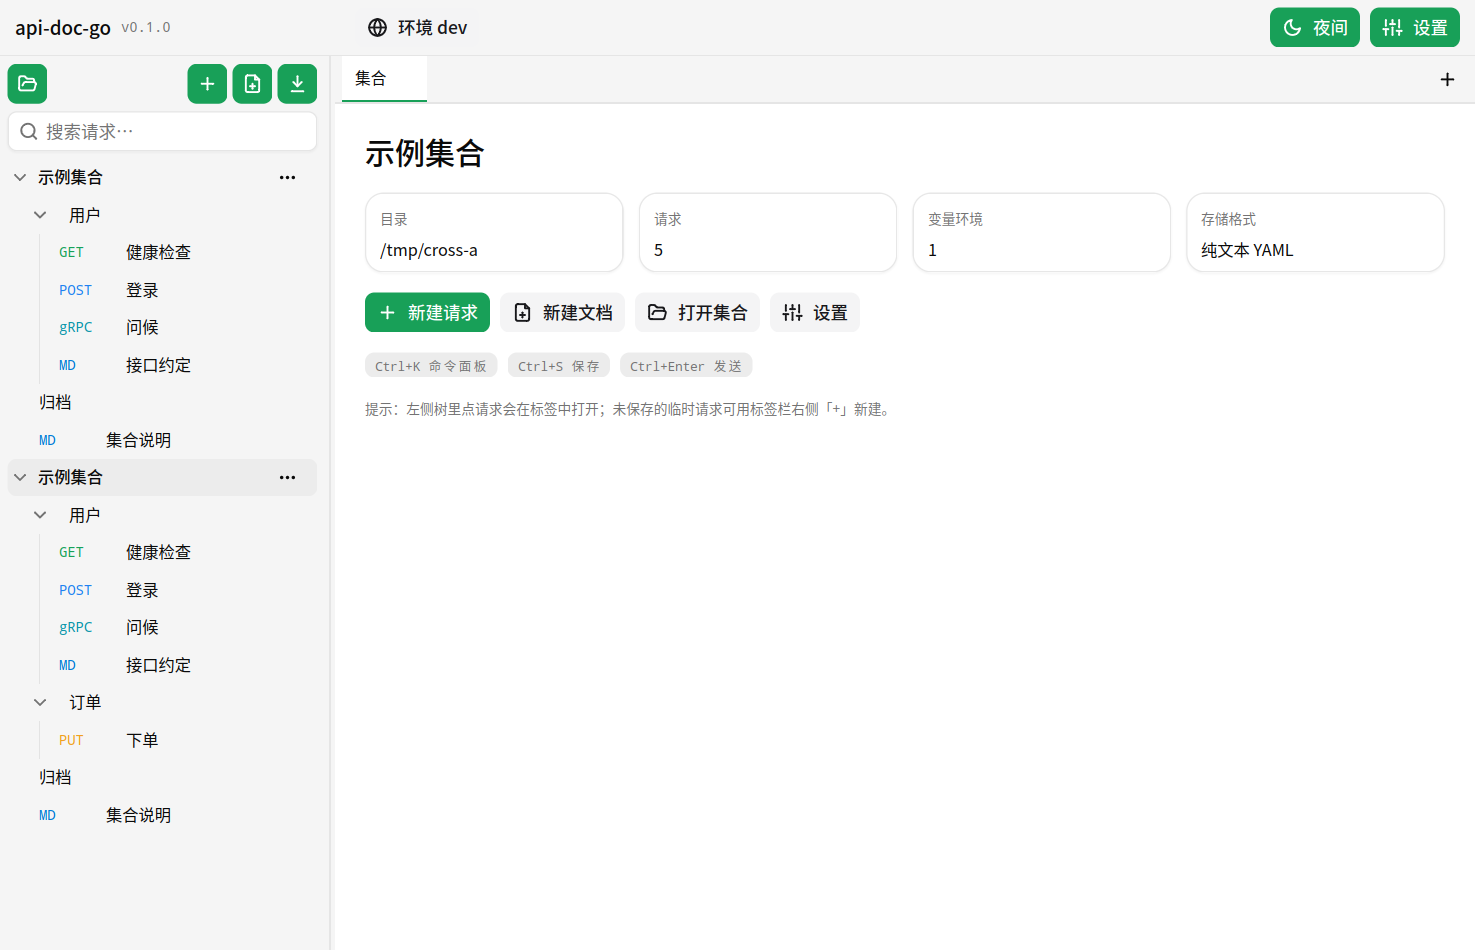 api-doc-go v0.1.0
环境 dev
夜间
设置
搜索请求…
示例集合
用户
GET 健康检查
POST 登录
gRPC 问候
MD 接口约定
归档
MD 集合说明
示例集合
用户
GET 健康检查
POST 登录
gRPC 问候
MD 接口约定
订单
PUT 下单
归档
MD 集合说明
集合
示例集合
目录
/tmp/cross-a
请求
5
变量环境
1
存储格式
纯文本 YAML
新建请求
新建文档
打开集合
设置
Ctrl+K 命令面板
Ctrl+S 保存
Ctrl+Enter 发送
提示：左侧树里点请求会在标签中打开；未保存的临时请求可用标签栏右侧「+」新建。